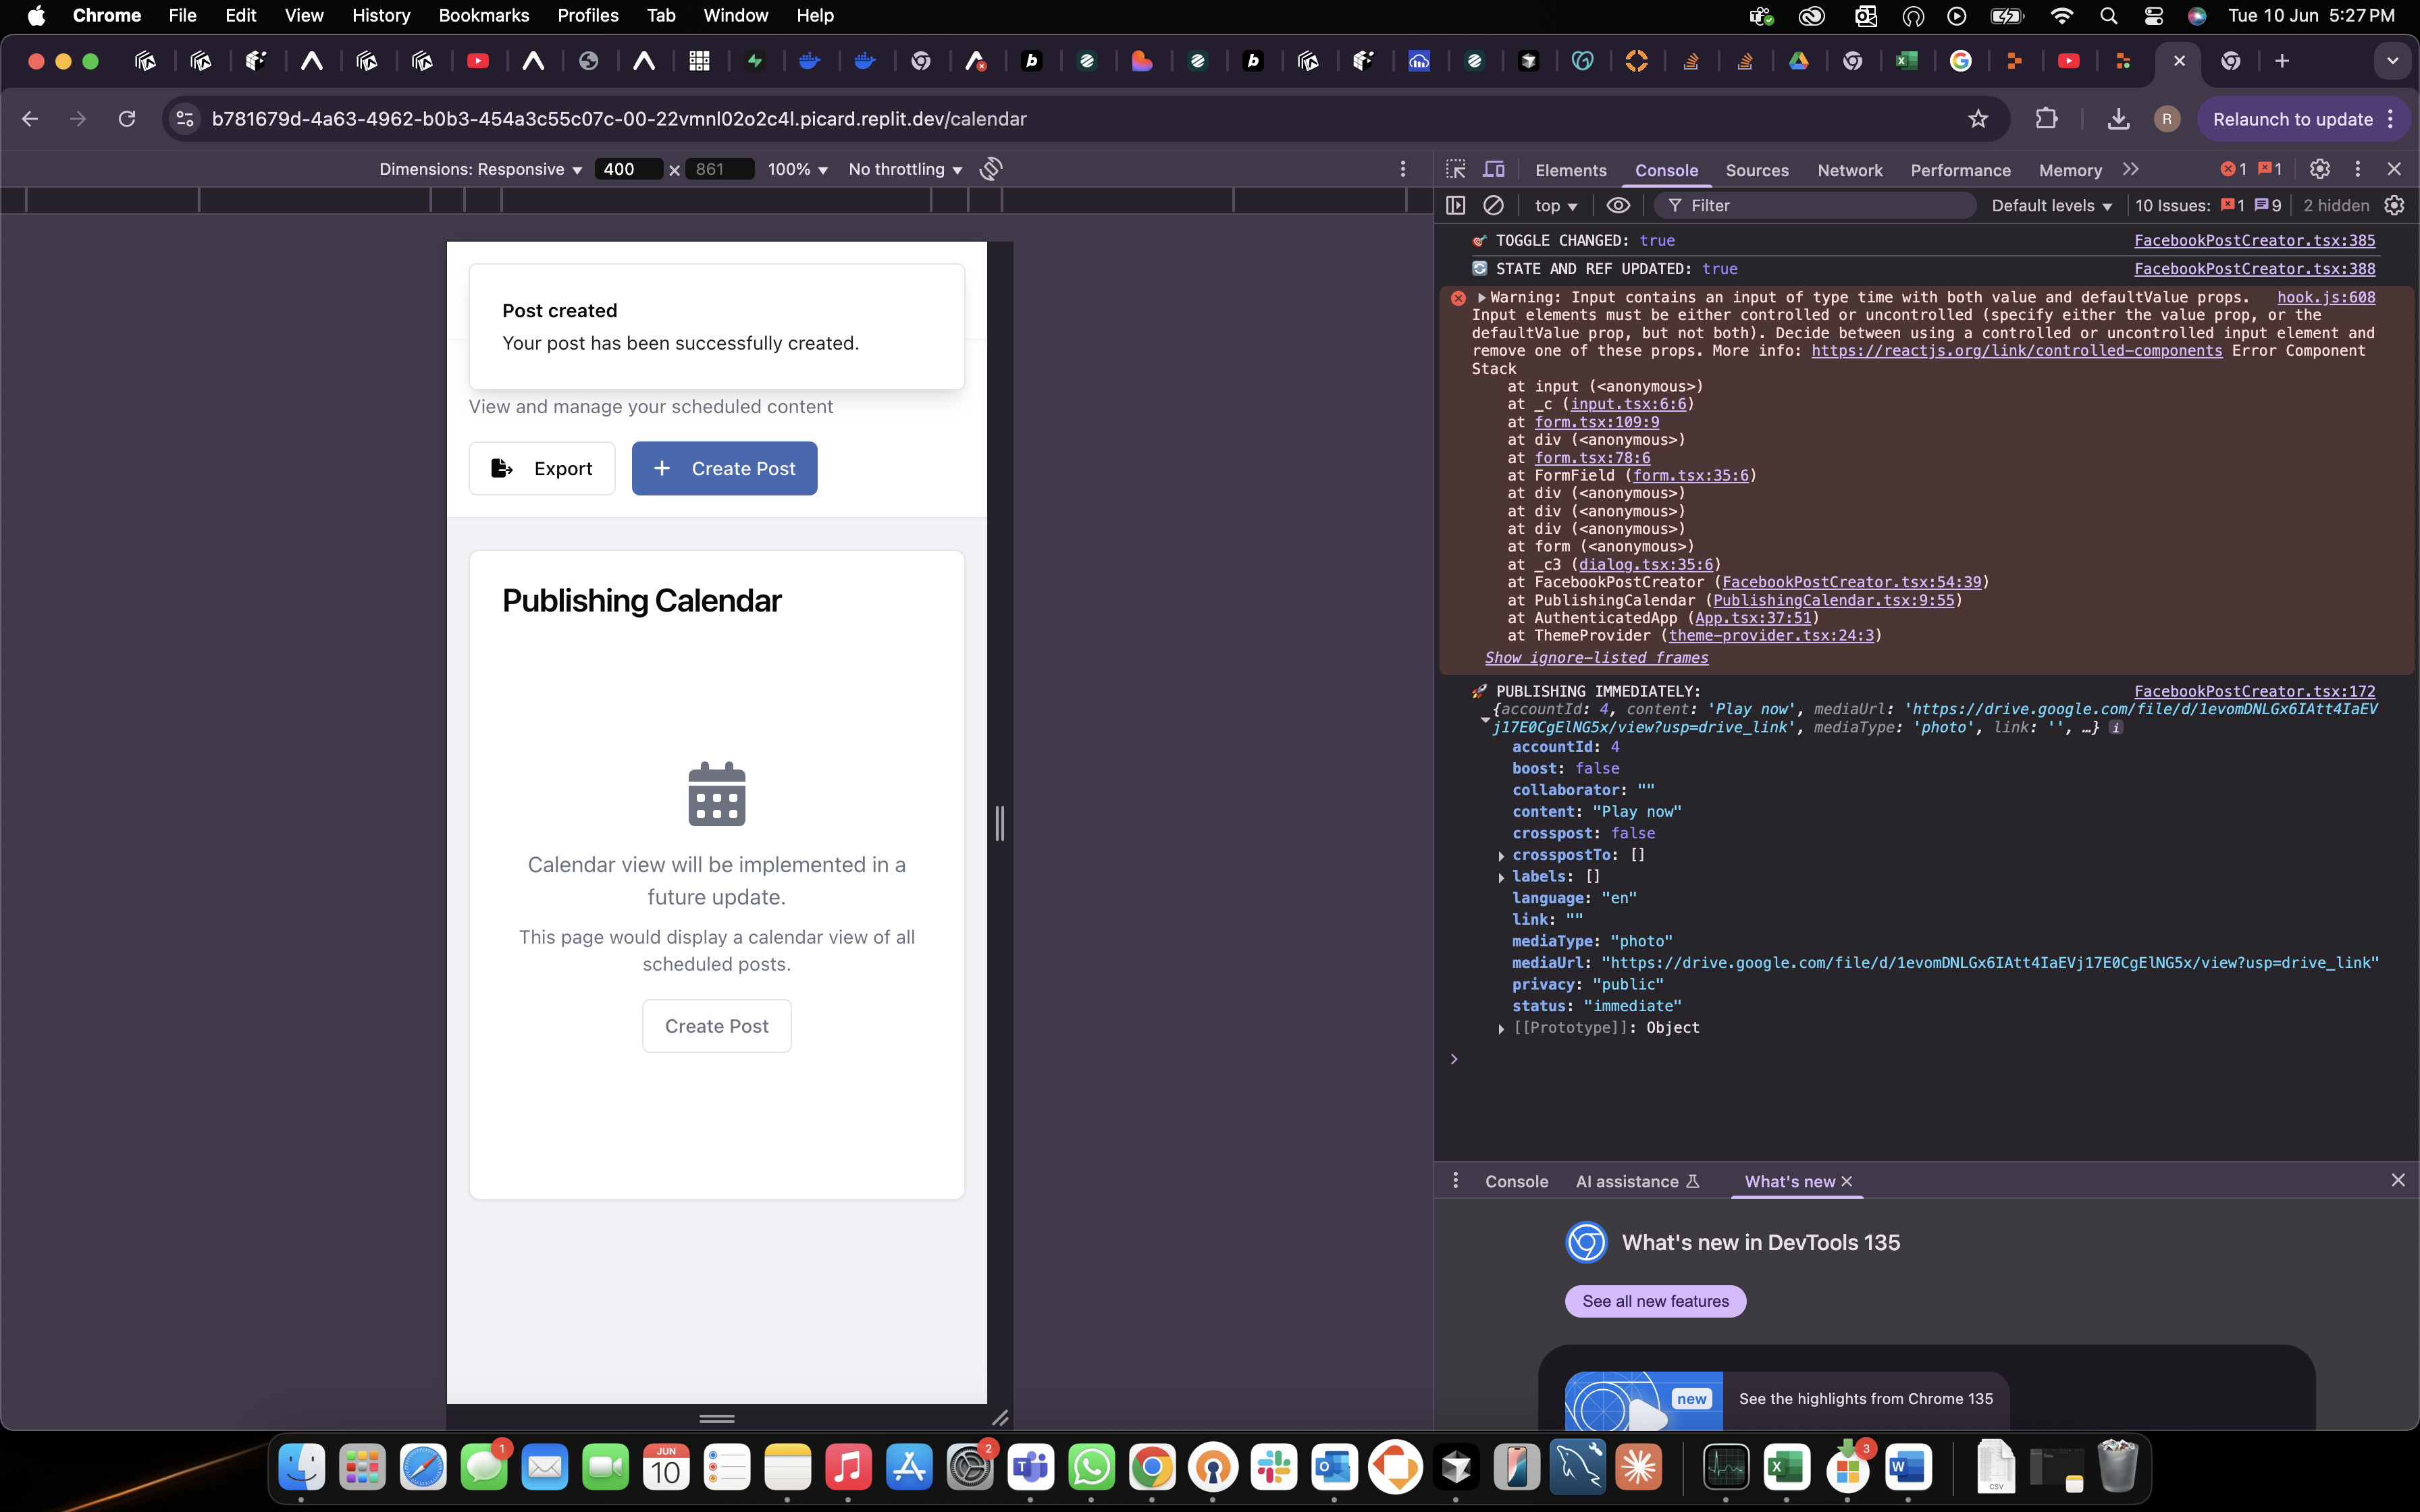 Chrome File Edit View History Bookmarks Profiles Tab Window Help Tue 10 Jun 5:27 PM
b781679d-4a63-4962-b0b3-454a3c55c07c-00-22vmnl02o2c4l.picard.replit.dev/calendar R Relaunch to update
Dimensions: Responsive 400 × 861 100% No throttling
Post created
Your post has been successfully created.
View and manage your scheduled content
Export + Create Post
Publishing Calendar
Calendar view will be implemented in a
future update.
This page would display a calendar view of all
scheduled posts.
Create Post
Elements Console Sources Network Performance Memory 1 1
top Filter Default levels 10 Issues: 1 9 2 hidden
TOGGLE CHANGED: true FacebookPostCreator.tsx:385
STATE AND REF UPDATED: true FacebookPostCreator.tsx:388
Warning: Input contains an input of type time with both value and defaultValue props. hook.js:608
Input elements must be either controlled or uncontrolled (specify either the value prop, or the
defaultValue prop, but not both). Decide between using a controlled or uncontrolled input element and
remove one of these props. More info: https://reactjs.org/link/controlled-components Error Component
Stack
at input (<anonymous>)
at _c (input.tsx:6:6)
at form.tsx:109:9
at div (<anonymous>)
at form.tsx:78:6
at FormField (form.tsx:35:6)
at div (<anonymous>)
at div (<anonymous>)
at div (<anonymous>)
at form (<anonymous>)
at _c3 (dialog.tsx:35:6)
at FacebookPostCreator (FacebookPostCreator.tsx:54:39)
at PublishingCalendar (PublishingCalendar.tsx:9:55)
at AuthenticatedApp (App.tsx:37:51)
at ThemeProvider (theme-provider.tsx:24:3)
Show ignore-listed frames
PUBLISHING IMMEDIATELY: FacebookPostCreator.tsx:172
{accountId: 4, content: 'Play now', mediaUrl: 'https://drive.google.com/file/d/1evomDNLGx6IAtt4IaEV
j17E0CgElNG5x/view?usp=drive_link', mediaType: 'photo', link: '', …} i
accountId: 4
boost: false
collaborator: ""
content: "Play now"
crosspost: false
crosspostTo: []
labels: []
language: "en"
link: ""
mediaType: "photo"
mediaUrl: "https://drive.google.com/file/d/1evomDNLGx6IAtt4IaEVj17E0CgElNG5x/view?usp=drive_link"
privacy: "public"
status: "immediate"
[[Prototype]]: Object
Console AI assistance What's new
What's new in DevTools 135
See all new features
new See the highlights from Chrome 135
1 JUN 10 2 3 CSV